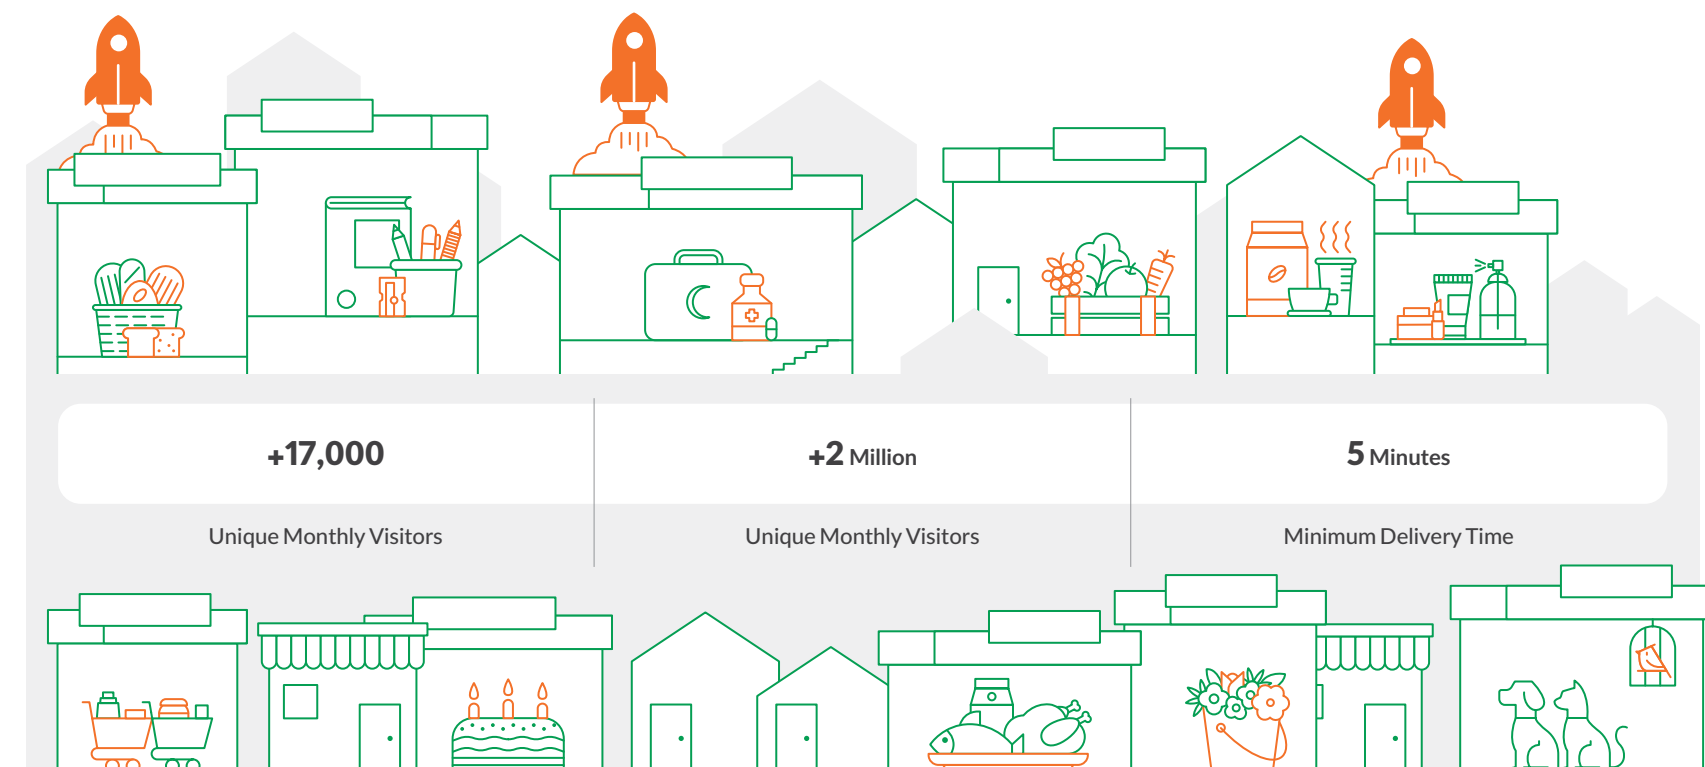 +17,000
+2 Million
5 Minutes
Unique Monthly Visitors
Unique Monthly Visitors
Minimum Delivery Time